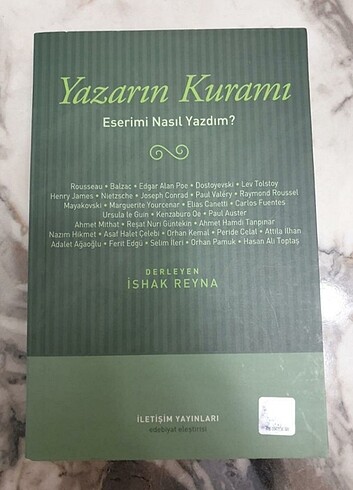 Yazarın Kuramı
Eserimi Nasıl Yazdım?
Rousseau • Balzac • Edgar Alan Poe • Dostoyevski • Lev Tolstoy
Henry James • Nietzsche • Joseph Conrad • Paul Valéry • Raymond Roussel
Mayakovski • Marguerite Yourcenar • Elias Canetti • Carlos Fuentes
Ursula le Guin • Kenzaburo Oe • Paul Auster
Ahmet Mithat • Reşat Nuri Güntekin • Ahmet Hamdi Tanpınar
Nazım Hikmet • Asaf Halet Çelebi • Orhan Kemal • Peride Celal • Attila İlhan
Adalet Ağaoğlu • Ferit Edgü • Selim İleri • Orhan Pamuk • Hasan Ali Toptaş
DERLEYEN
İSHAK REYNA
İLETİŞİM YAYINLARI
edebiyat eleştirisi